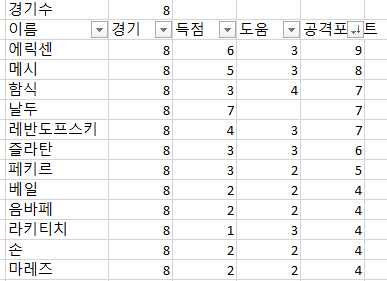 경기수 8
이름 경기 득점 도움 공격포 트
에릭센 8 6 3 9
메시 8 5 3 8
함식 8 3 4 7
날두 8 7 7
레반도프스키 8 4 3 7
즐라탄 8 3 3 6
페키르 8 3 2 5
베일 8 2 2 4
음바페 8 2 2 4
라키티치 8 1 3 4
손 8 2 2 4
마레즈 8 2 2 4